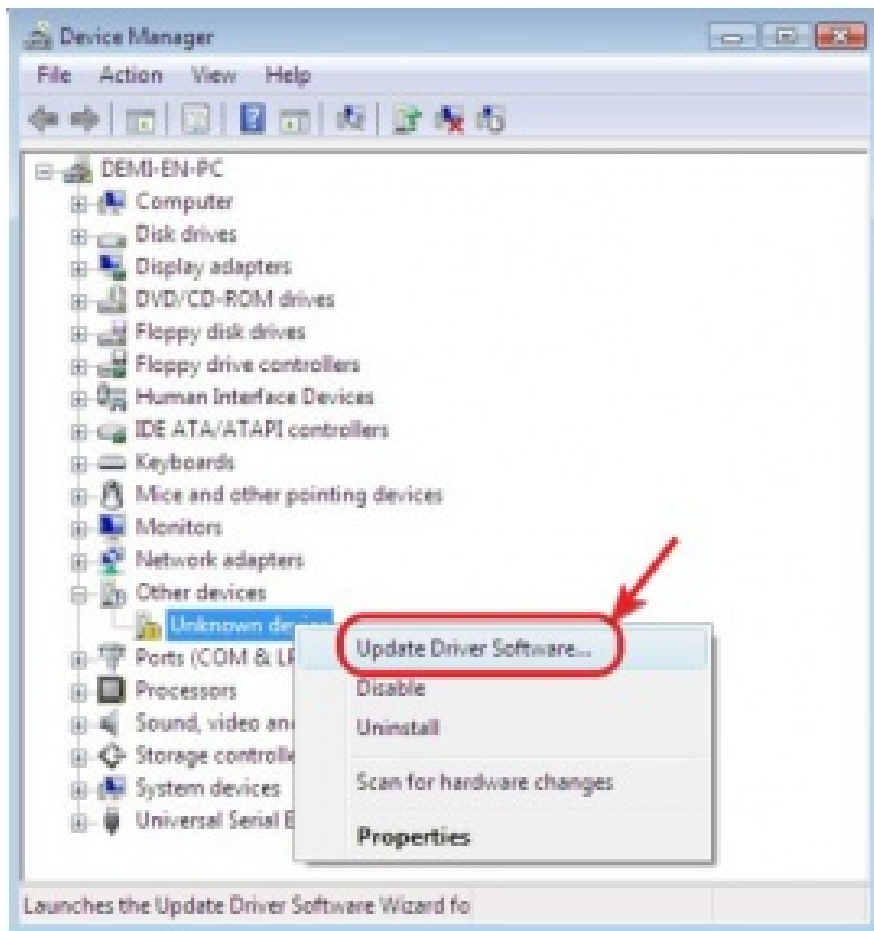 Device Manager
File Action View Help
DEMI-EN-PC
Computer
Disk drives
Display adapters
DVD/CD-ROM drives
Floppy disk drives
Floppy drive controllers
Human Interface Devices
IDE ATA/ATAPI controllers
Keyboards
Mice and other pointing devices
Monitors
Network adapters
Other devices
Unknown
Update Driver Software...
Ports (COM &
Disable
Processors
Sound, video
Uninstall
Storage
System devices
Scan for hardware changes
Universal Serial
Properties
Launches the Update Driver Software Wizard fo